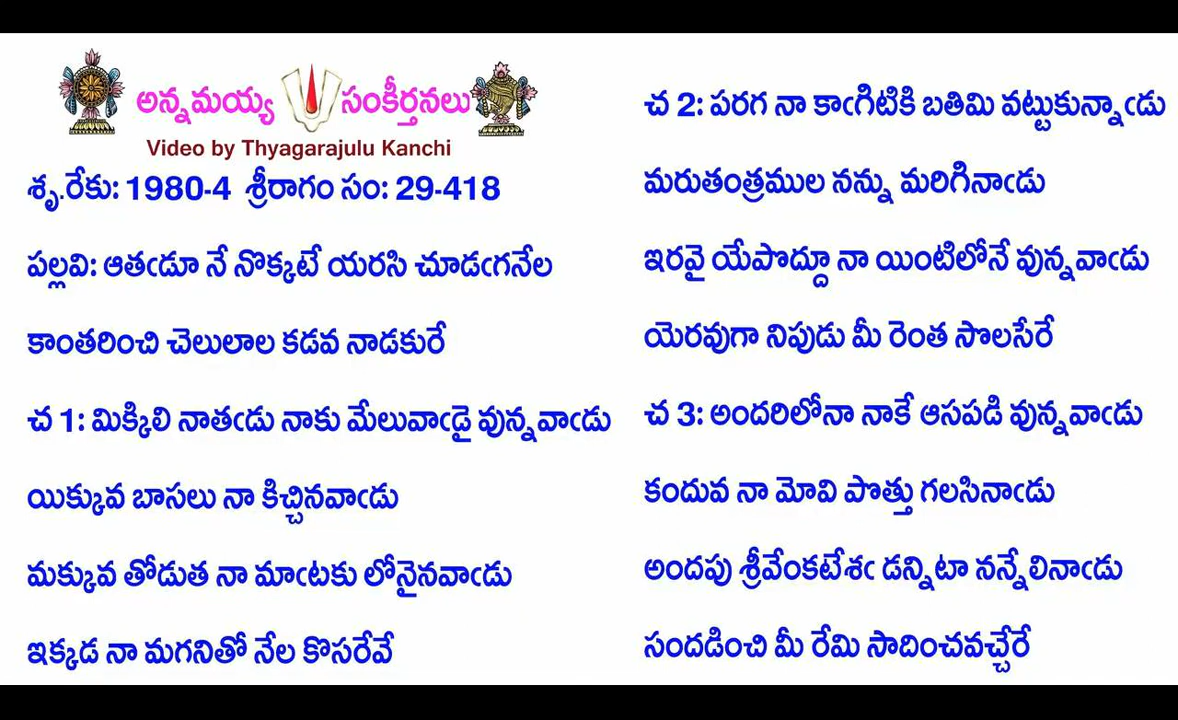 అన్నమయ్య సంకీర్తనలు
Video by Thyagarajulu Kanchi
శృ.రేకు: 1980-4 శ్రీరాగం సం: 29-418
పల్లవి: ఆతఁడూ నే నొక్కటే యరసి చూడఁగనేల
కాంతరించి చెలులాల కడవ నాడకురే
చ 1: మిక్కిలి నాతఁడు నాకు మేలువాఁడై వున్నవాఁడు
యిక్కువ బాసలు నా కిచ్చినవాఁడు
మక్కువ తోడుత నా మాఁటకు లోనైనవాఁడు
ఇక్కడ నా మగనితో నేల కొసరేవే
చ 2: పరగ నా కాఁగిటికి బతిమి వట్టుకున్నాఁడు
మరుతంత్రముల నన్ను మరిగినాఁడు
ఇరవై యేపొద్దూ నా యింటిలోనే వున్నవాఁడు
యెరవుగా నిపుడు మీ రెంత సొలసేరే
చ 3: అందరిలోనా నాకే ఆసపడి వున్నవాఁడు
కందువ నా మోవి పొత్తు గలసినాఁడు
అందపు శ్రీవేంకటేశఁ డన్నిటా నన్నేలినాఁడు
సందడించి మీ రేమి సాదించవచ్చేరే